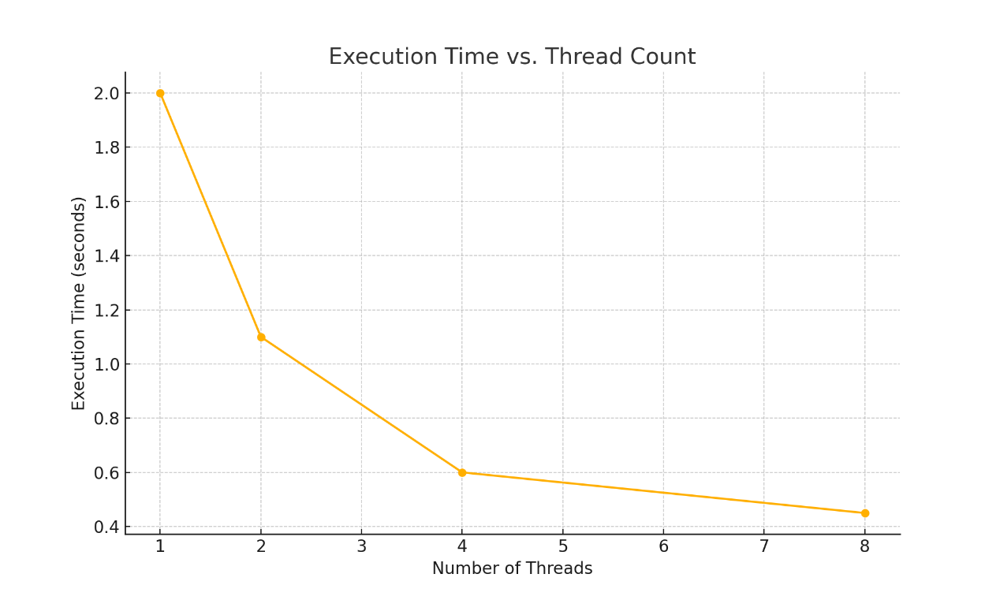 Execution Time vs. Thread Count
Execution Time (seconds)
2.0
1.8
1.6
1.4
1.2
1.0
0.8
0.6
0.4
1 2 3 4 5 6 7 8
Number of Threads